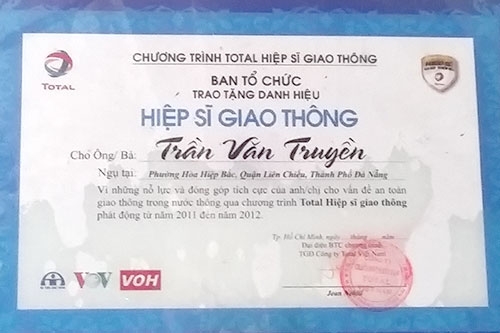 CHƯƠNG TRÌNH TOTAL HIỆP SĨ GIAO THÔNG
TOTAL
BAN TỔ CHỨC
TRAO TẶNG DANH HIỆU
HIỆP SĨ GIAO THÔNG
Cho Ông/ Bà: Trần Văn Truyền
Ngụ tại: Phường Hòa Hiệp Bắc, Quận Liên Chiểu, Thành Phố Đà Nẵng
Vì những nỗ lực và đóng góp tích cực của anh/chị cho vấn đề an toàn
giao thông trong nước thông qua chương trình Total Hiệp sĩ giao thông
phát động từ năm 2011 đến năm 2012.
Tp. Hồ Chí Minh, ngày tháng năm
Đại diện BTC chương trình
TGĐ Công ty Total Việt Nam
VOV
VOH
Jean